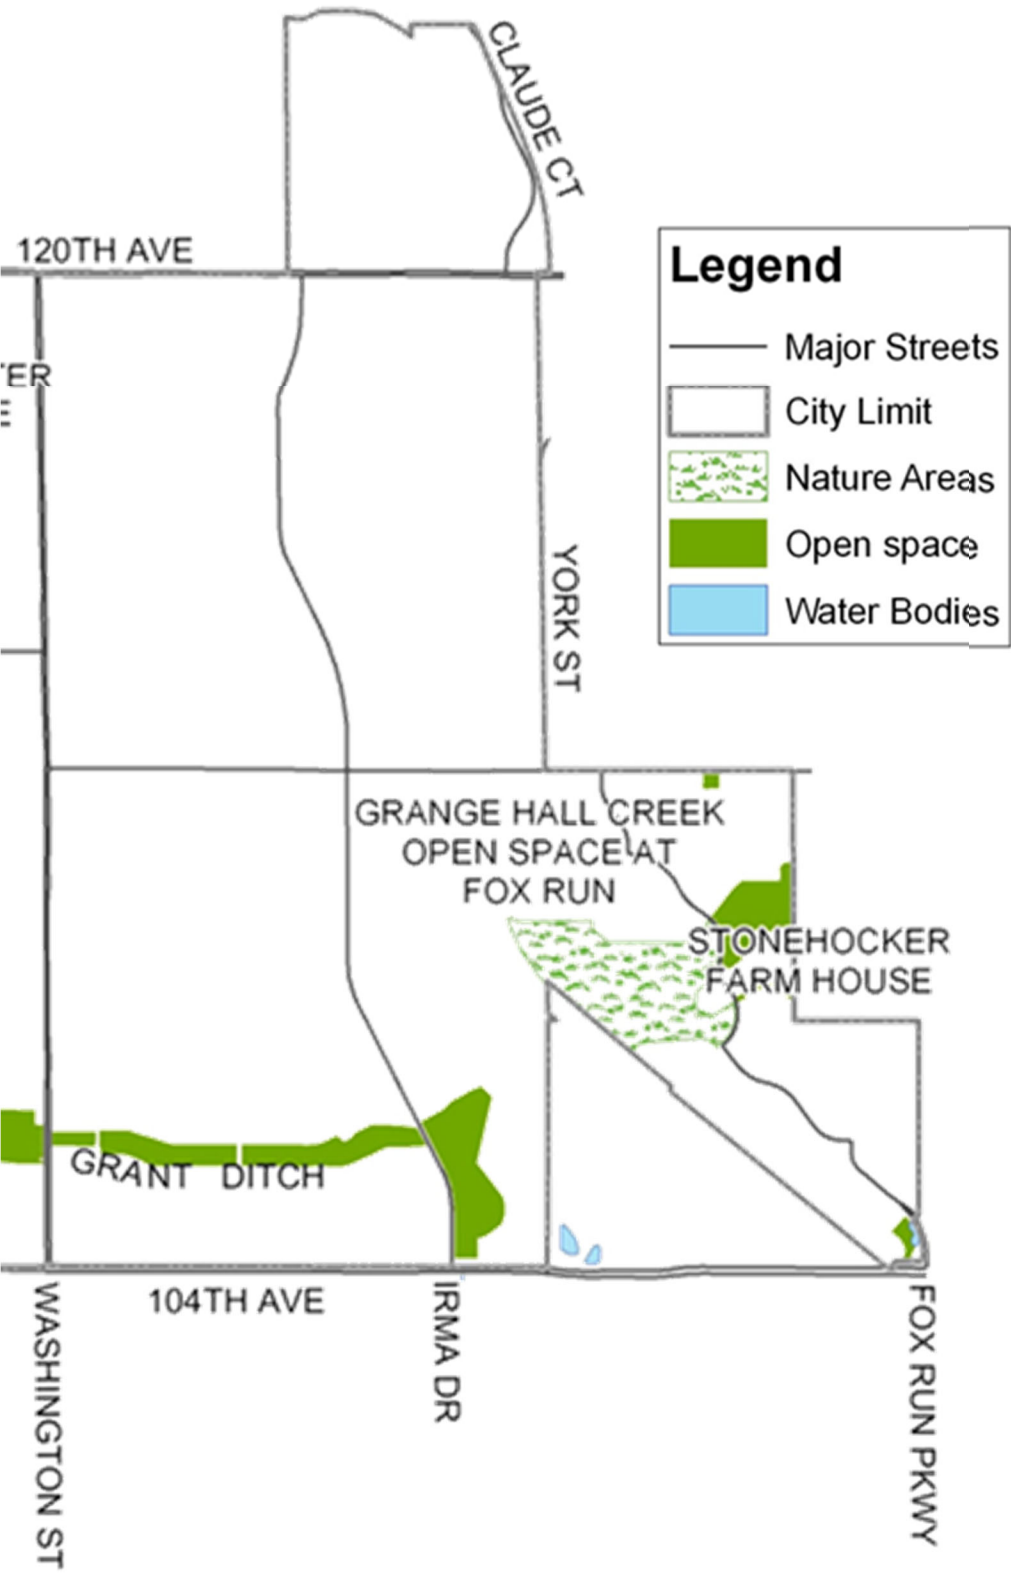 CLAUDE CT
120TH AVE
Legend
Major Streets
City Limit
Nature Areas
Open space
Water Bodies
YORK ST
GRANGE HALL CREEK
OPEN SPACE AT
FOX RUN
STONEHOCKER
FARM HOUSE
GRANT DITCH
104TH AVE
WASHINGTON ST
IRMA DR
FOX RUN PKWY